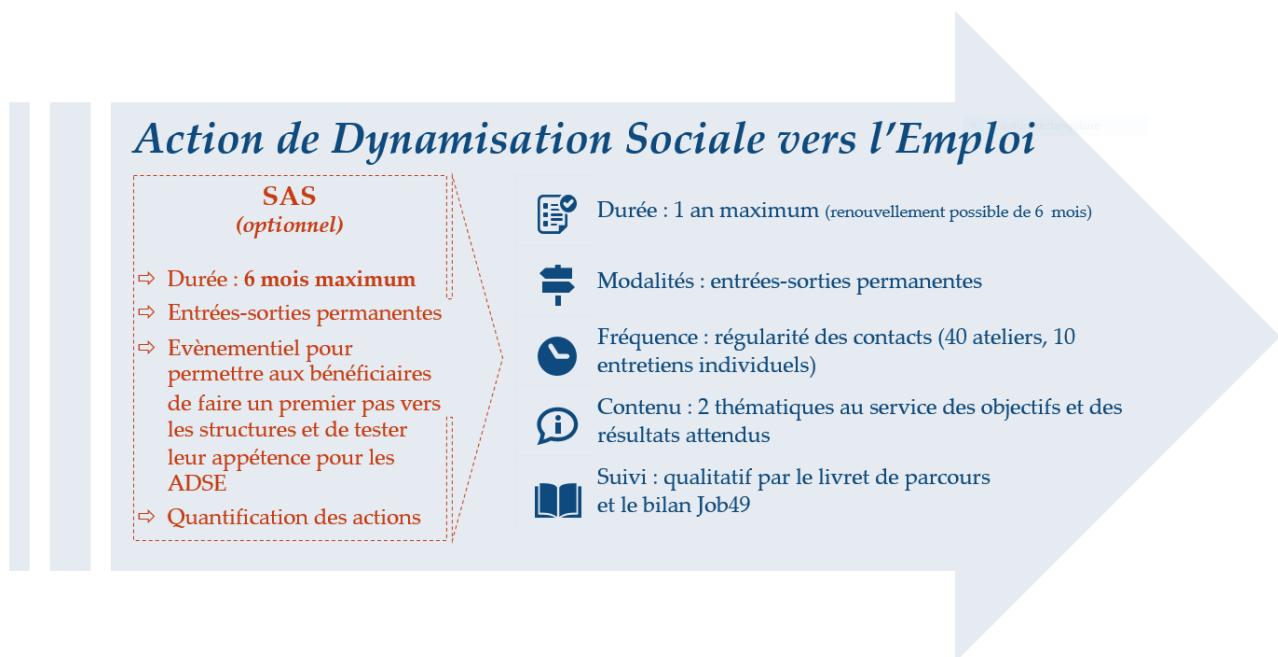 Action de Dynamisation Sociale vers l’Emploi
SAS
(optionnel)
⇨ Durée : 6 mois maximum
⇨ Entrées-sorties permanentes
⇨ Evènementiel pour
permettre aux bénéficiaires
de faire un premier pas vers
les structures et de tester
leur appétence pour les
ADSE
⇨ Quantification des actions
Durée : 1 an maximum (renouvellement possible de 6 mois)
Modalités : entrées-sorties permanentes
Fréquence : régularité des contacts (40 ateliers, 10
entretiens individuels)
Contenu : 2 thématiques au service des objectifs et des
résultats attendus
Suivi : qualitatif par le livret de parcours
et le bilan Job49